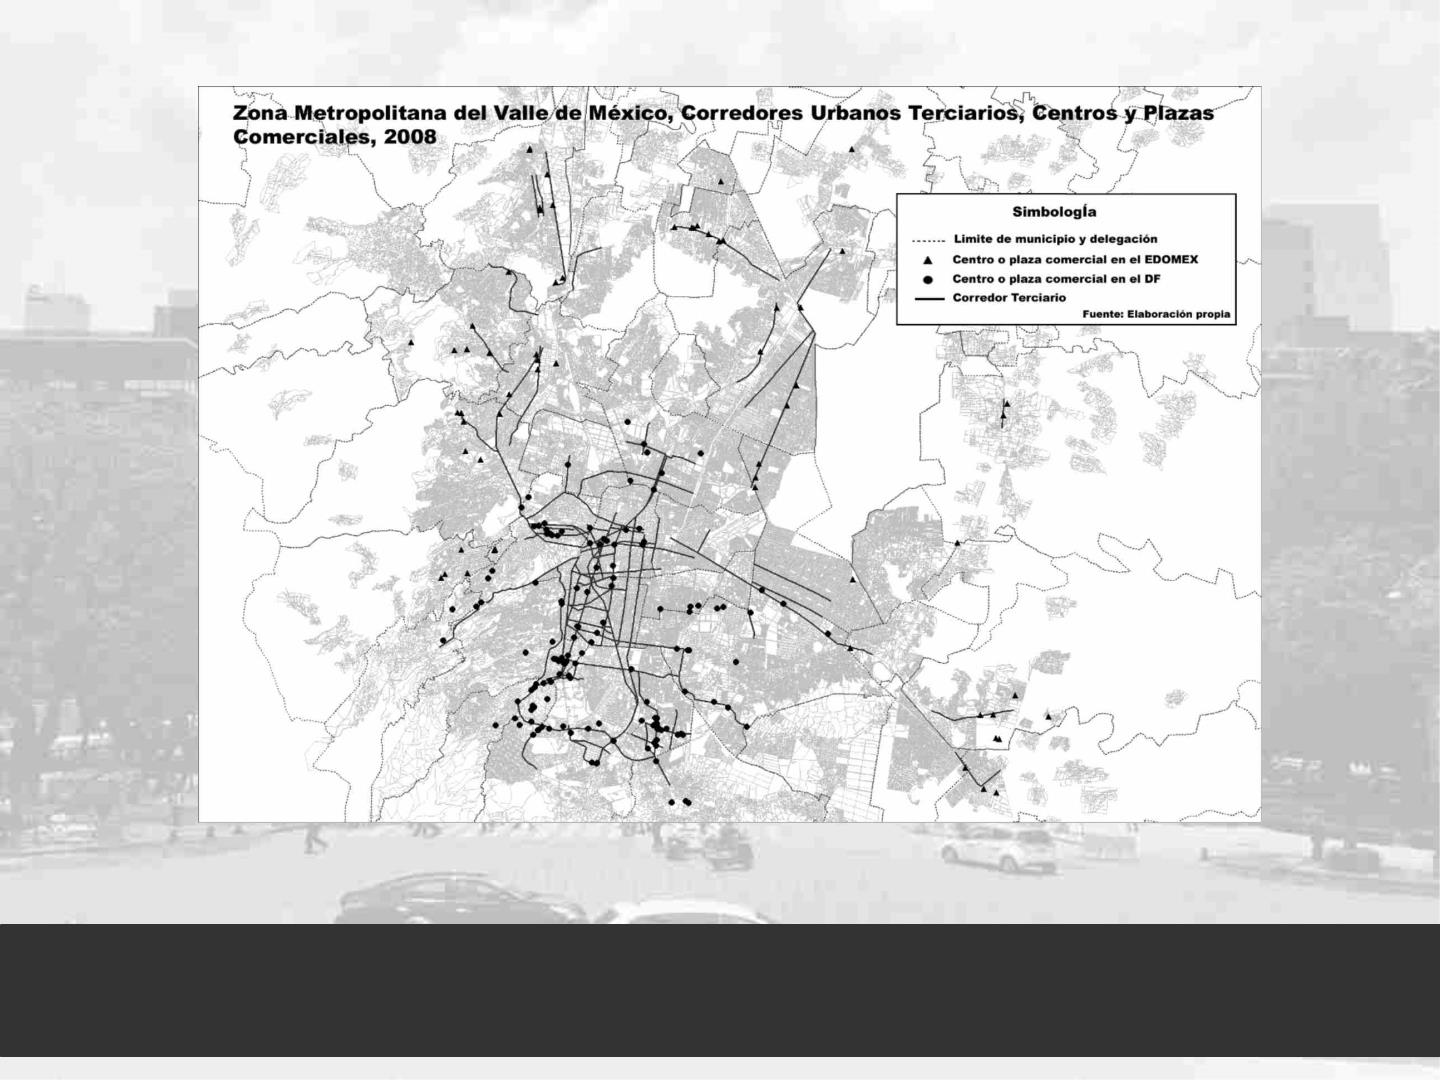 Zona Metropolitana del Valle de México, Corredores Urbanos Terciarios, Centros y Plazas
Comerciales, 2008
Simbología
Limite de municipio y delegación
Centro o plaza comercial en el EDOMEX
Centro o plaza comercial en el DF
Corredor Terciario
Fuente: Elaboración propia